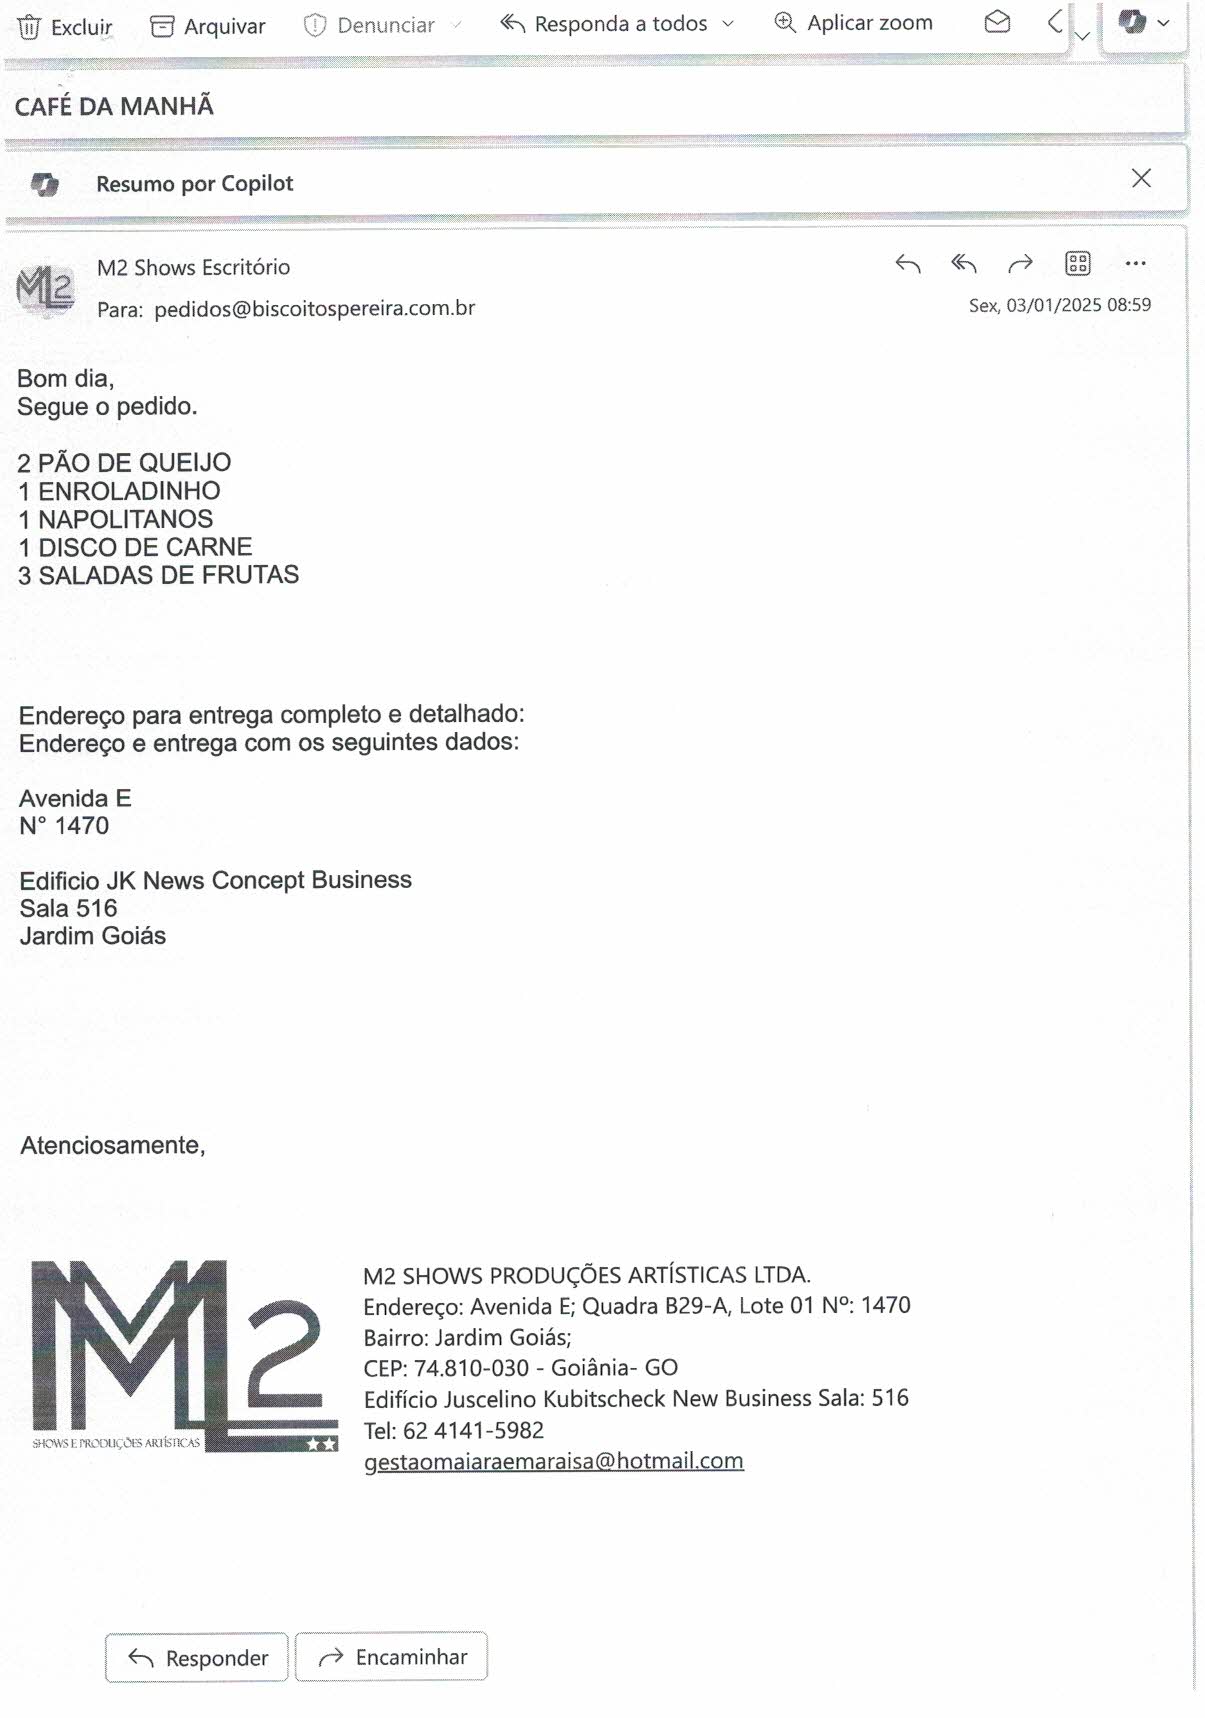 Excluir Arquivar Denunciar Responda a todos Aplicar zoom
CAFÉ DA MANHÃ
Resumo por Copilot
M2 Shows Escritório
Para: pedidos@biscoitospereira.com.br
Sex, 03/01/2025 08:59
Bom dia,
Segue o pedido.
2 PÃO DE QUEIJO
1 ENROLADINHO
1 NAPOLITANOS
1 DISCO DE CARNE
3 SALADAS DE FRUTAS
Endereço para entrega completo e detalhado:
Endereço e entrega com os seguintes dados:
Avenida E
N° 1470
Edificio JK News Concept Business
Sala 516
Jardim Goiás
Atenciosamente,
M2
SHOWS E PRODUÇÕES ARTÍSTICAS
M2 SHOWS PRODUÇÕES ARTÍSTICAS LTDA.
Endereço: Avenida E; Quadra B29-A, Lote 01 Nº: 1470
Bairro: Jardim Goiás;
CEP: 74.810-030 - Goiânia- GO
Edifício Juscelino Kubitscheck New Business Sala: 516
Tel: 62 4141-5982
gestaomaiaraemaraisa@hotmail.com
Responder Encaminhar